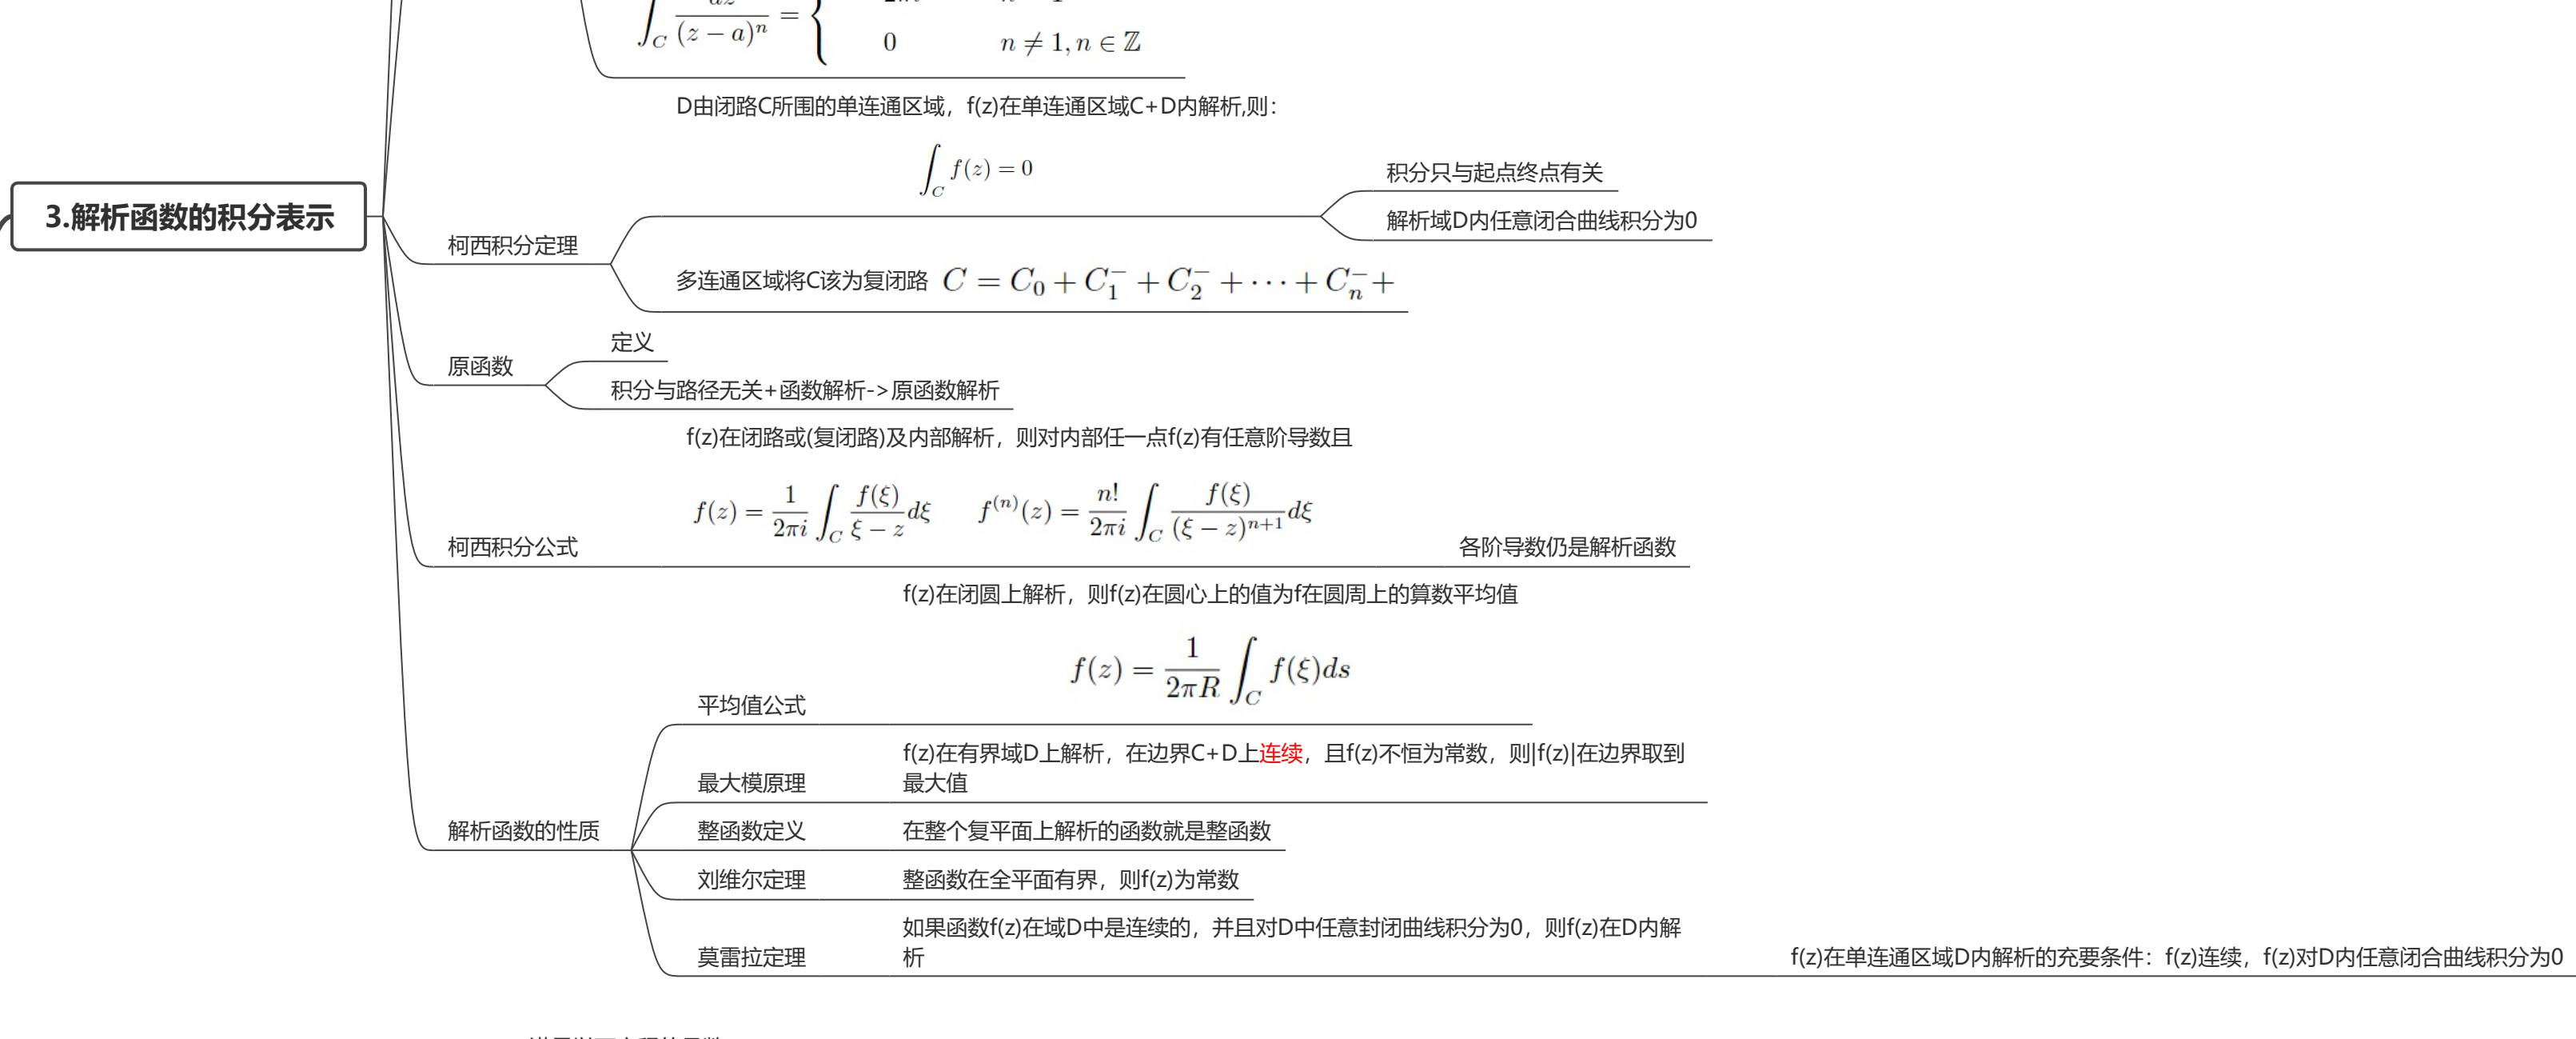 ∫_C dz/(z − a)^n = {
0 n ≠ 1, n ∈ ℤ
D由闭路C所围的单连通区域，f(z)在单连通区域C+D内解析,则：
∫_C f(z) = 0
积分只与起点终点有关
解析域D内任意闭合曲线积分为0
3.解析函数的积分表示
柯西积分定理
多连通区域将C该为复闭路 C = C_0 + C_1^− + C_2^− + ··· + C_n^− +
定义
原函数
积分与路径无关+函数解析->原函数解析
f(z)在闭路或(复闭路)及内部解析，则对内部任一点f(z)有任意阶导数且
f(z) = 1/(2πi) ∫_C f(ξ)/(ξ − z) dξ f^(n)(z) = n!/(2πi) ∫_C f(ξ)/(ξ − z)^{n+1} dξ
柯西积分公式
各阶导数仍是解析函数
f(z)在闭圆上解析，则f(z)在圆心上的值为f在圆周上的算数平均值
f(z) = 1/(2πR) ∫_C f(ξ)ds
平均值公式
f(z)在有界域D上解析，在边界C+D上连续，且f(z)不恒为常数，则|f(z)|在边界取到
最大值
最大模原理
解析函数的性质
整函数定义
在整个复平面上解析的函数就是整函数
刘维尔定理
整函数在全平面有界，则f(z)为常数
如果函数f(z)在域D中是连续的，并且对D中任意封闭曲线积分为0，则f(z)在D内解
析
莫雷拉定理
f(z)在单连通区域D内解析的充要条件：f(z)连续，f(z)对D内任意闭合曲线积分为0